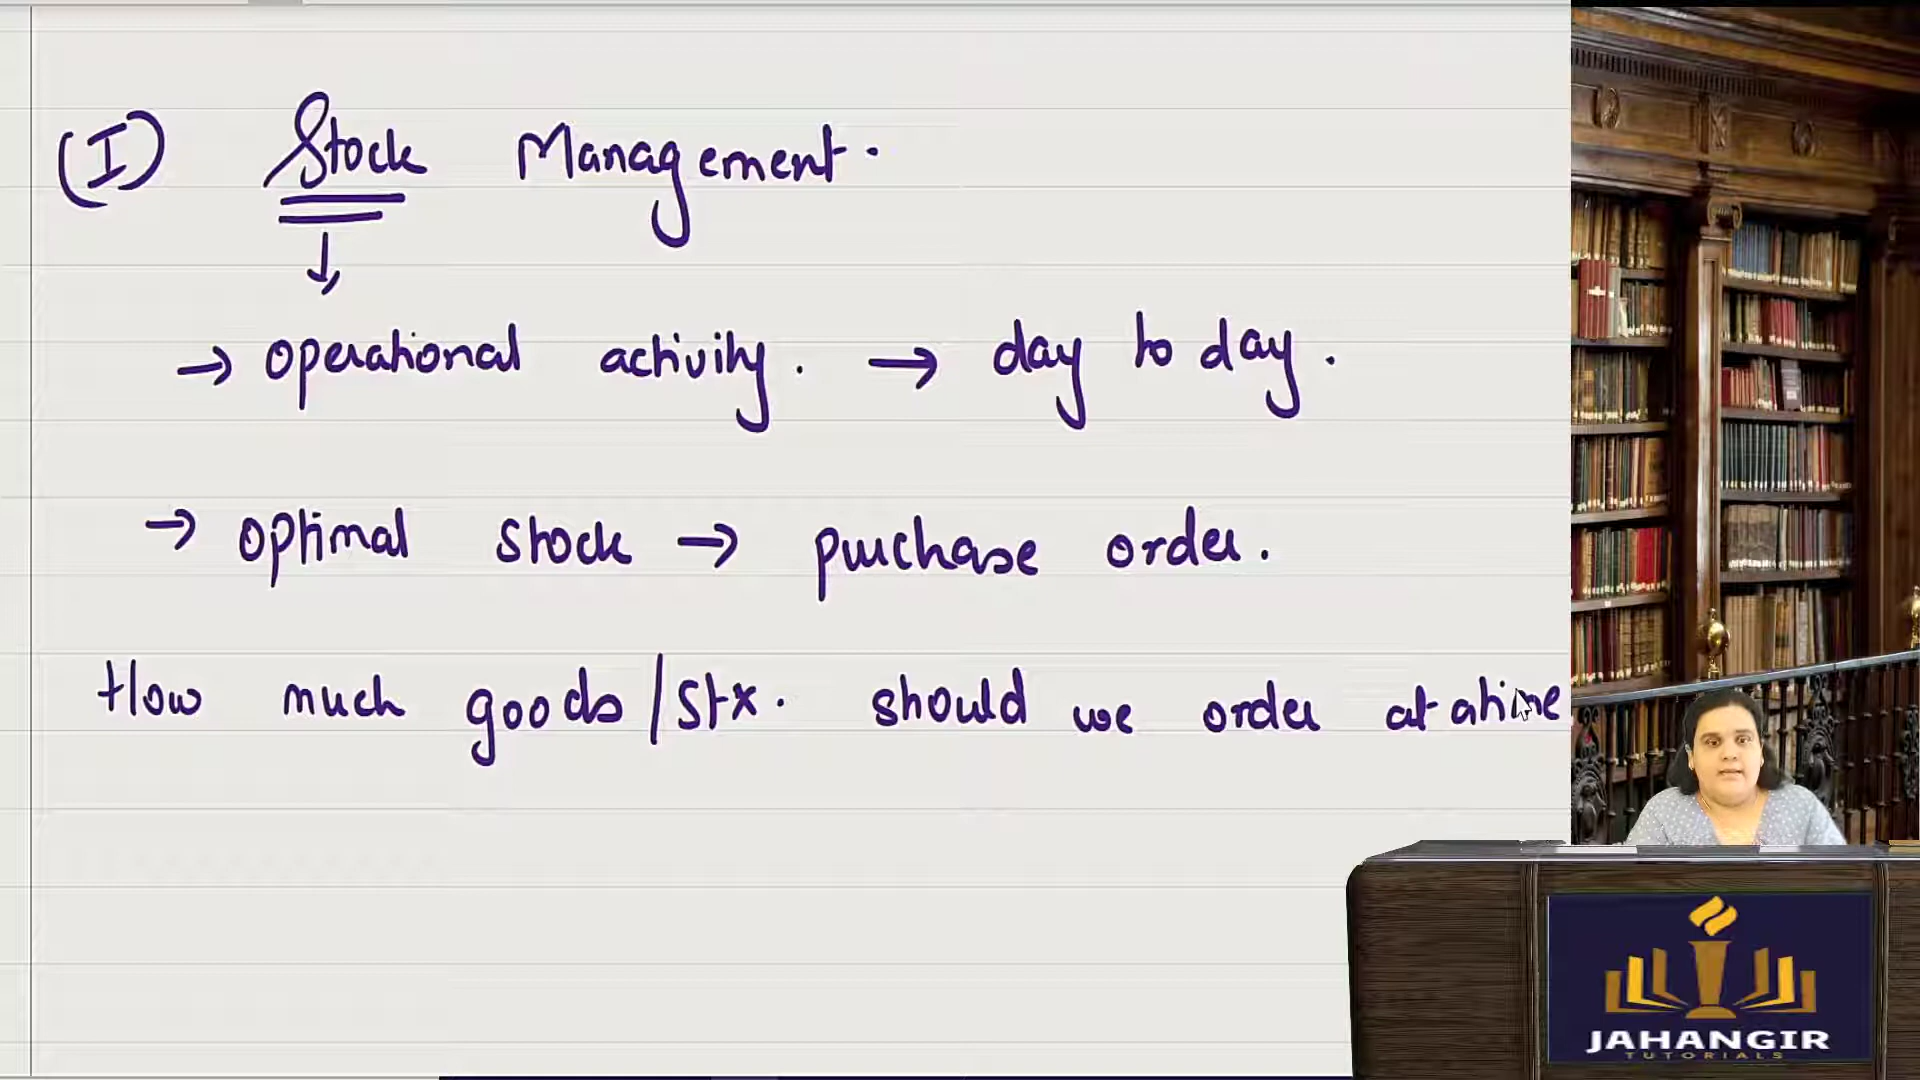 (I) Stock Management.
→ operational activity. → day to day.
→ optimal stock → purchase order.
How much goods/stx. should we order at atime
JAHANGIR
TUTORIALS